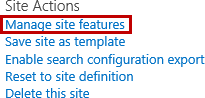 Site Actions
Manage site features
Save site as template
Enable search configuration export
Reset to site definition
Delete this site